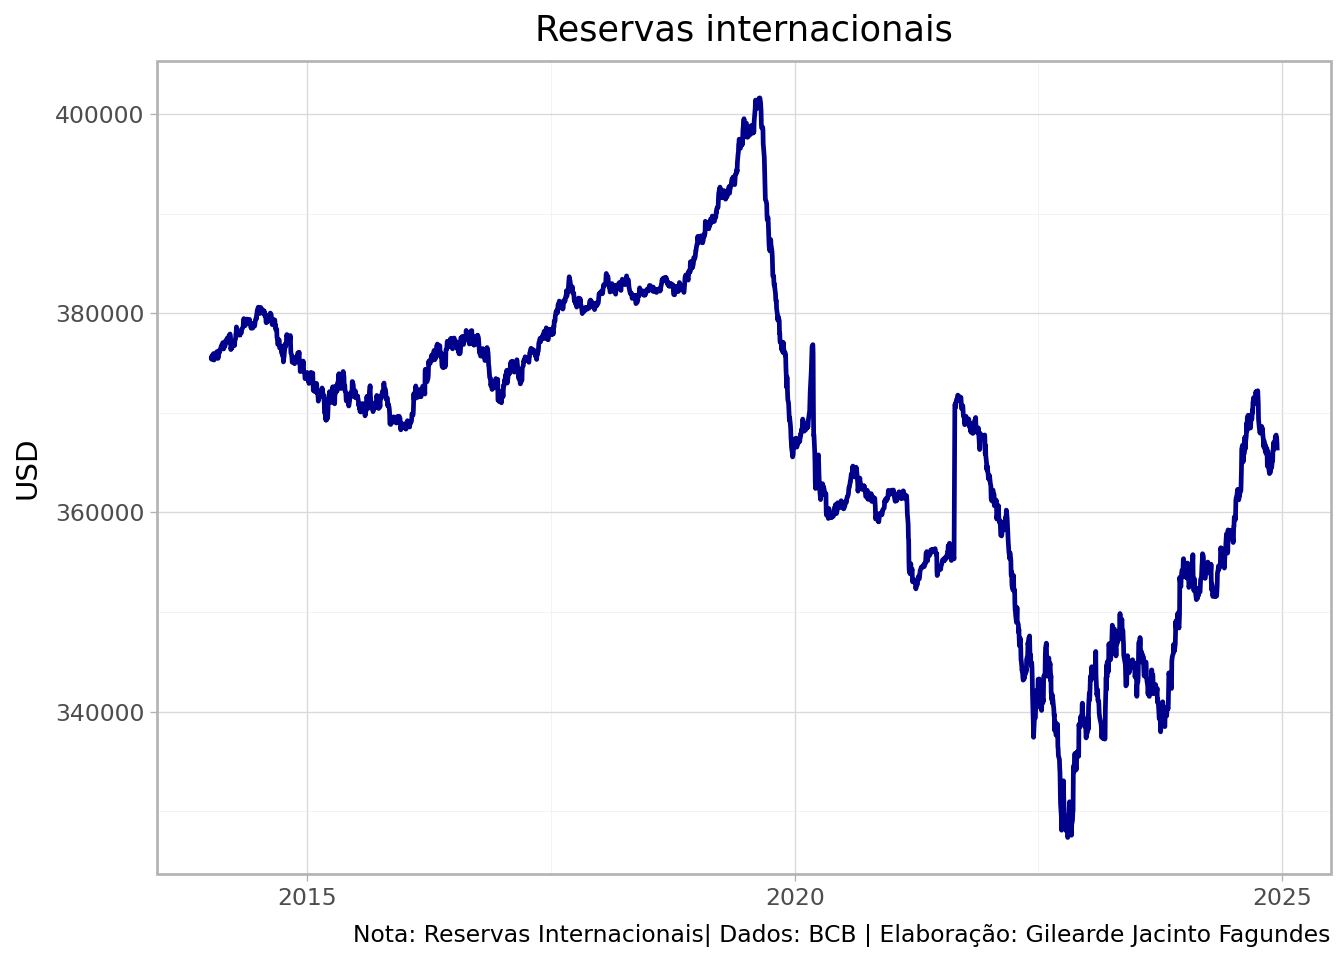 Reservas internacionais
USD
400000
380000
360000
340000
2015
2020
2025
Nota: Reservas Internacionais| Dados: BCB | Elaboração: Gilearde Jacinto Fagundes